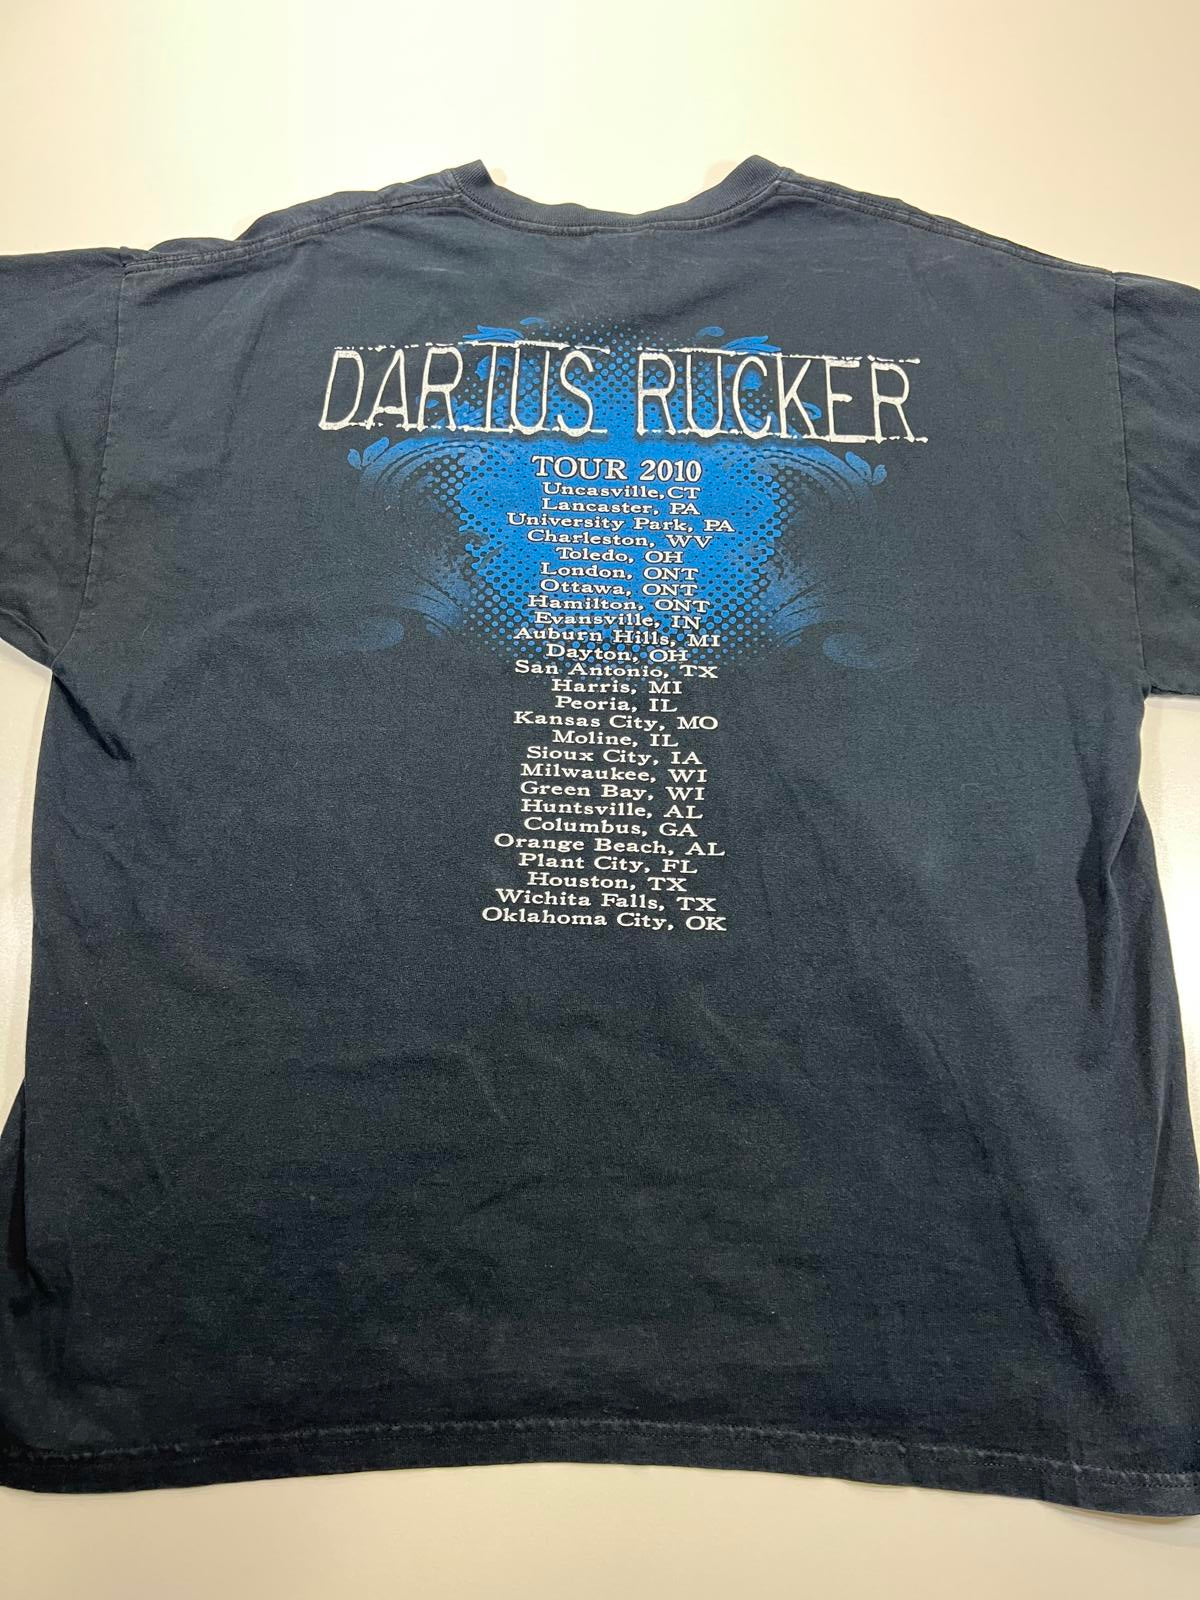 DARIUS RUCKER
TOUR 2010
Uncasville, CT
Lancaster, PA
University Park, PA
Charleston, WV
Toledo, OH
London, ONT
Ottawa, ONT
Hamilton, ONT
Evansville, IN
Auburn Hills, MI
Dayton, OH
San Antonio, TX
Harris, MI
Peoria, IL
Kansas City, MO
Moline, IL
Sioux City, IA
Milwaukee, WI
Green Bay, WI
Huntsville, AL
Columbus, GA
Orange Beach, AL
Plant City, FL
Houston, TX
Wichita Falls, TX
Oklahoma City, OK